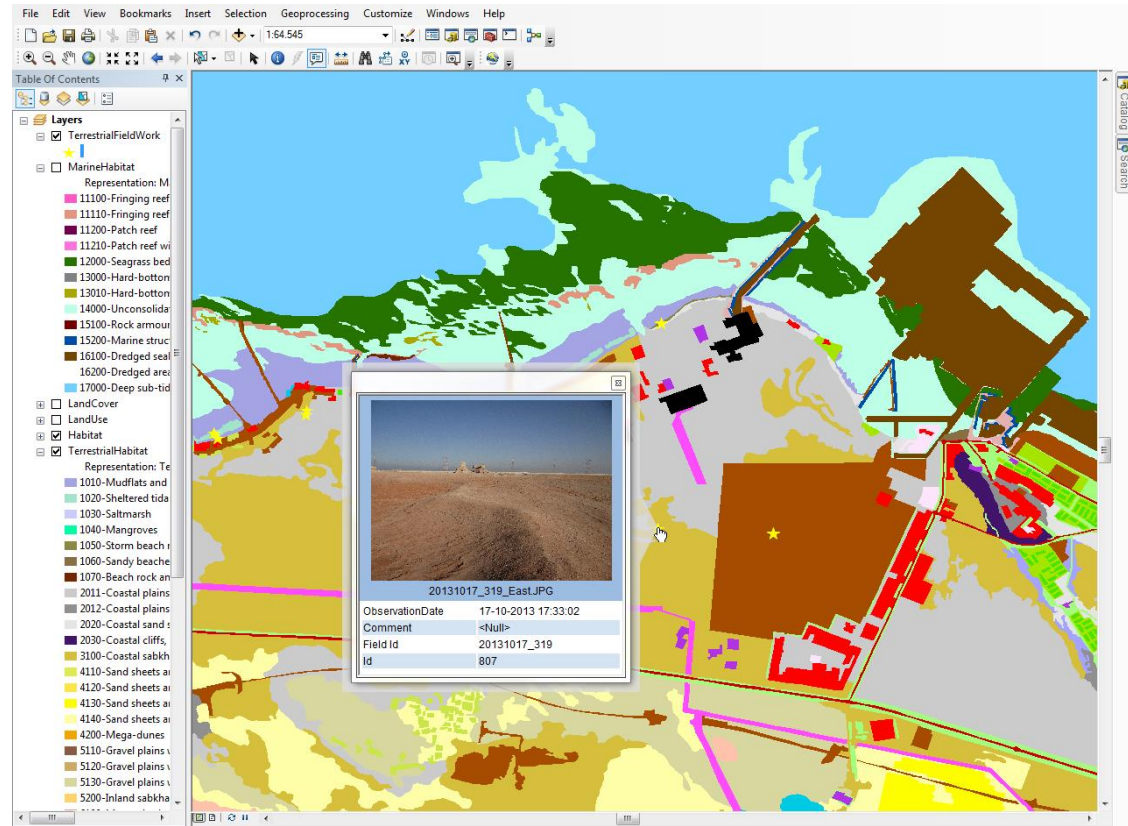 File Edit View Bookmarks Insert Selection Geoprocessing Customize Windows Help
1:64.545
Table Of Contents
Layers
TerrestrialFieldWork
MarineHabitat
Representation: M
11100-Fringing reef
11110-Fringing reef
11200-Patch reef
11210-Patch reef wi
12000-Seagrass bed
13000-Hard-bottom
13010-Hard-bottom
14000-Unconsolida
15100-Rock armour
15200-Marine struc
16100-Dredged sea
16200-Dredged area
17000-Deep sub-tid
LandCover
LandUse
Habitat
TerrestrialHabitat
Representation: Te
1010-Mudflats and
1020-Sheltered tida
1030-Saltmarsh
1040-Mangroves
1050-Storm beach r
1060-Sandy beache
1070-Beach rock an
2011-Coastal plains
2012-Coastal plains
2020-Coastal sand s
2030-Coastal cliffs,
3100-Coastal sabkh
4110-Sand sheets a
4120-Sand sheets a
4130-Sand sheets a
4140-Sand sheets a
4200-Mega-dunes
5110-Gravel plains v
5120-Gravel plains v
5130-Gravel plains v
5200-Inland sabkha
20131017_319_East.JPG
ObservationDate 17-10-2013 17:33:02
Comment <Null>
Field Id 20131017_319
Id 807
Catalog
Search